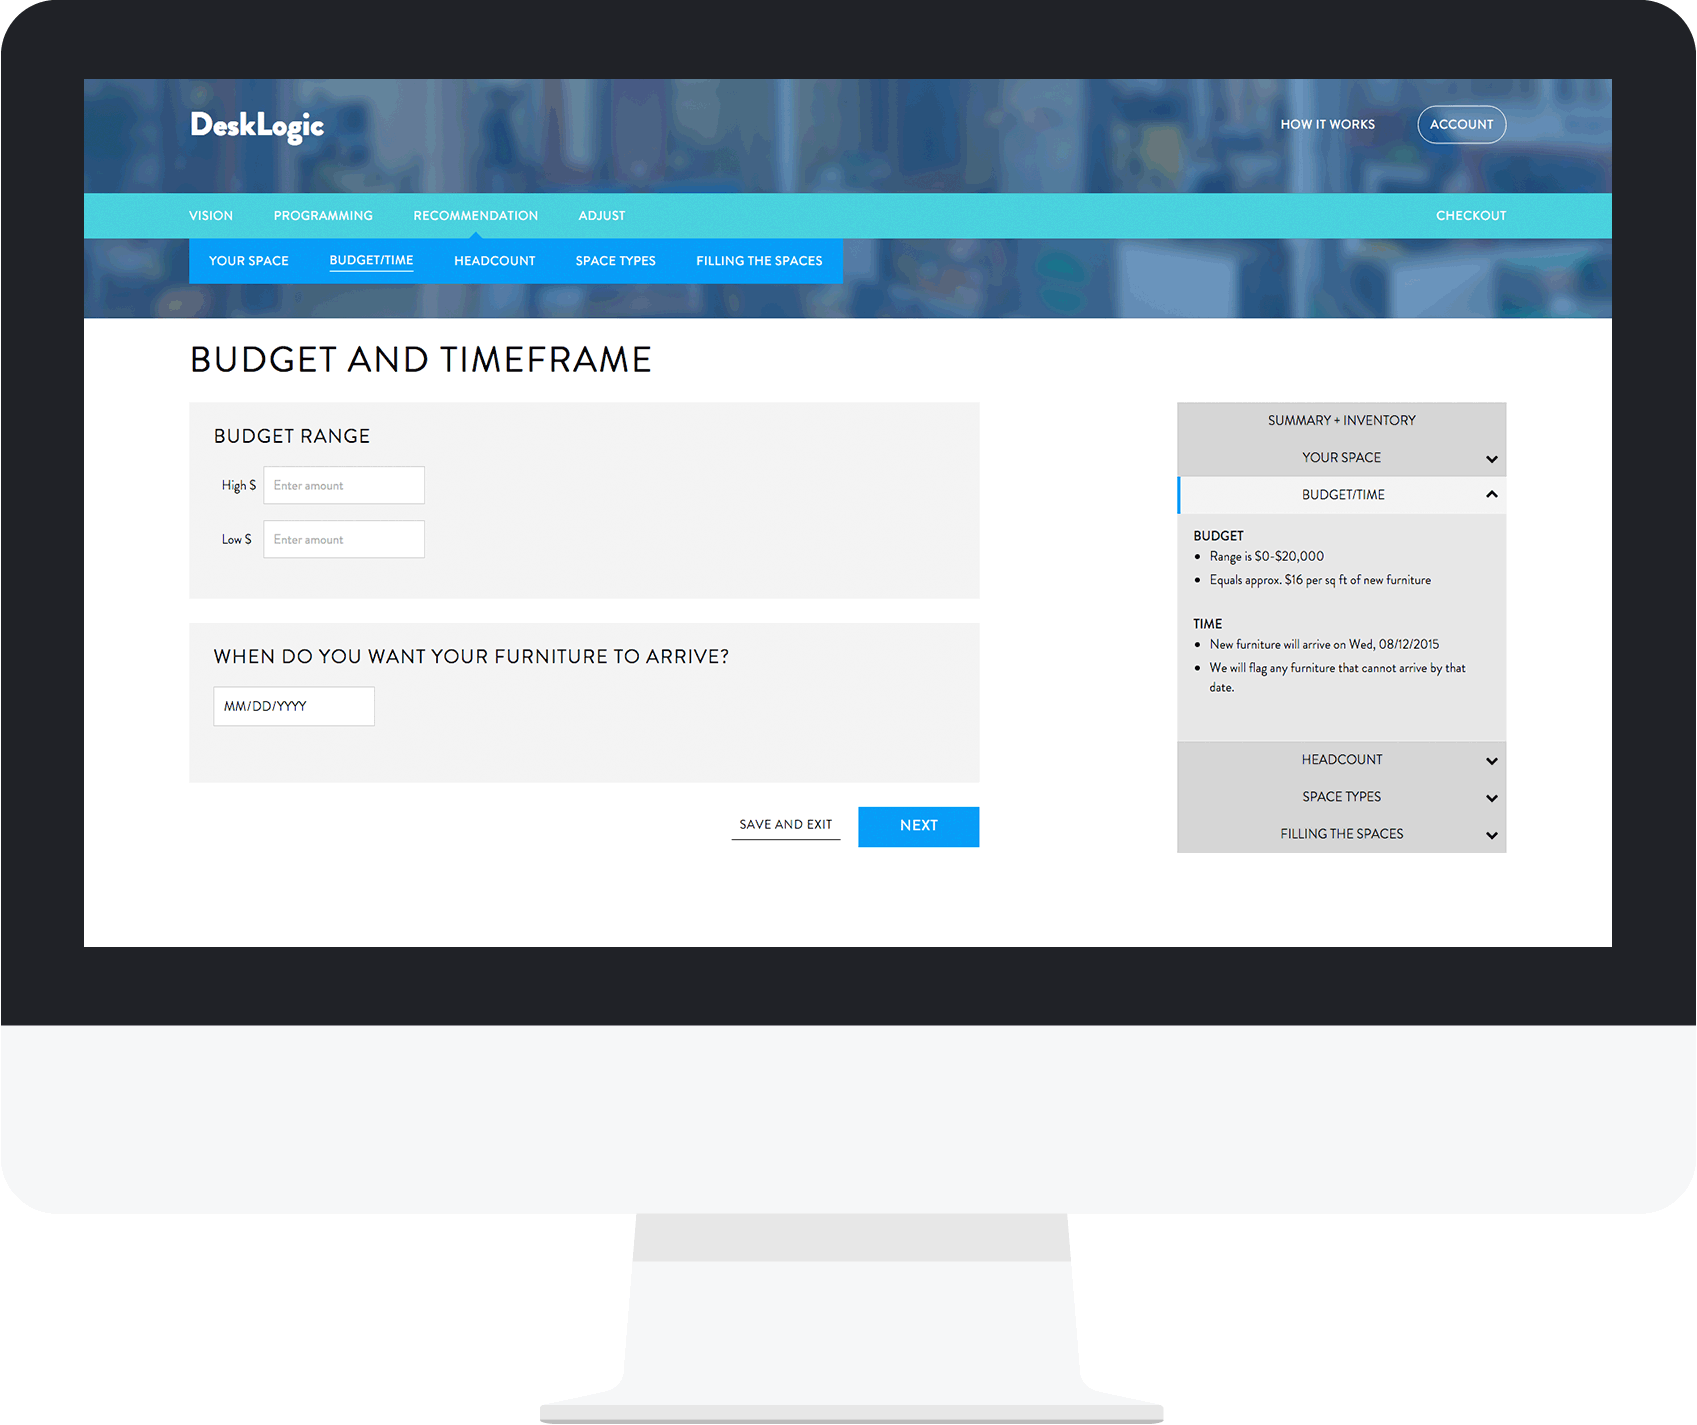 DeskLogic
HOW IT WORKS
ACCOUNT
VISION
PROGRAMMING
RECOMMENDATION
ADJUST
CHECKOUT
YOUR SPACE
BUDGET/TIME
HEADCOUNT
SPACE TYPES
FILLING THE SPACES
BUDGET AND TIMEFRAME
BUDGET RANGE
High $
Enter amount
Low $
Enter amount
WHEN DO YOU WANT YOUR FURNITURE TO ARRIVE?
MM/DD/YYYY
SAVE AND EXIT
NEXT
SUMMARY + INVENTORY
YOUR SPACE
BUDGET/TIME
BUDGET
• Range is $0-$20,000
• Equals approx. $16 per sq ft of new furniture
TIME
• New furniture will arrive on Wed, 08/12/2015
• We will flag any furniture that cannot arrive by that
date.
HEADCOUNT
SPACE TYPES
FILLING THE SPACES